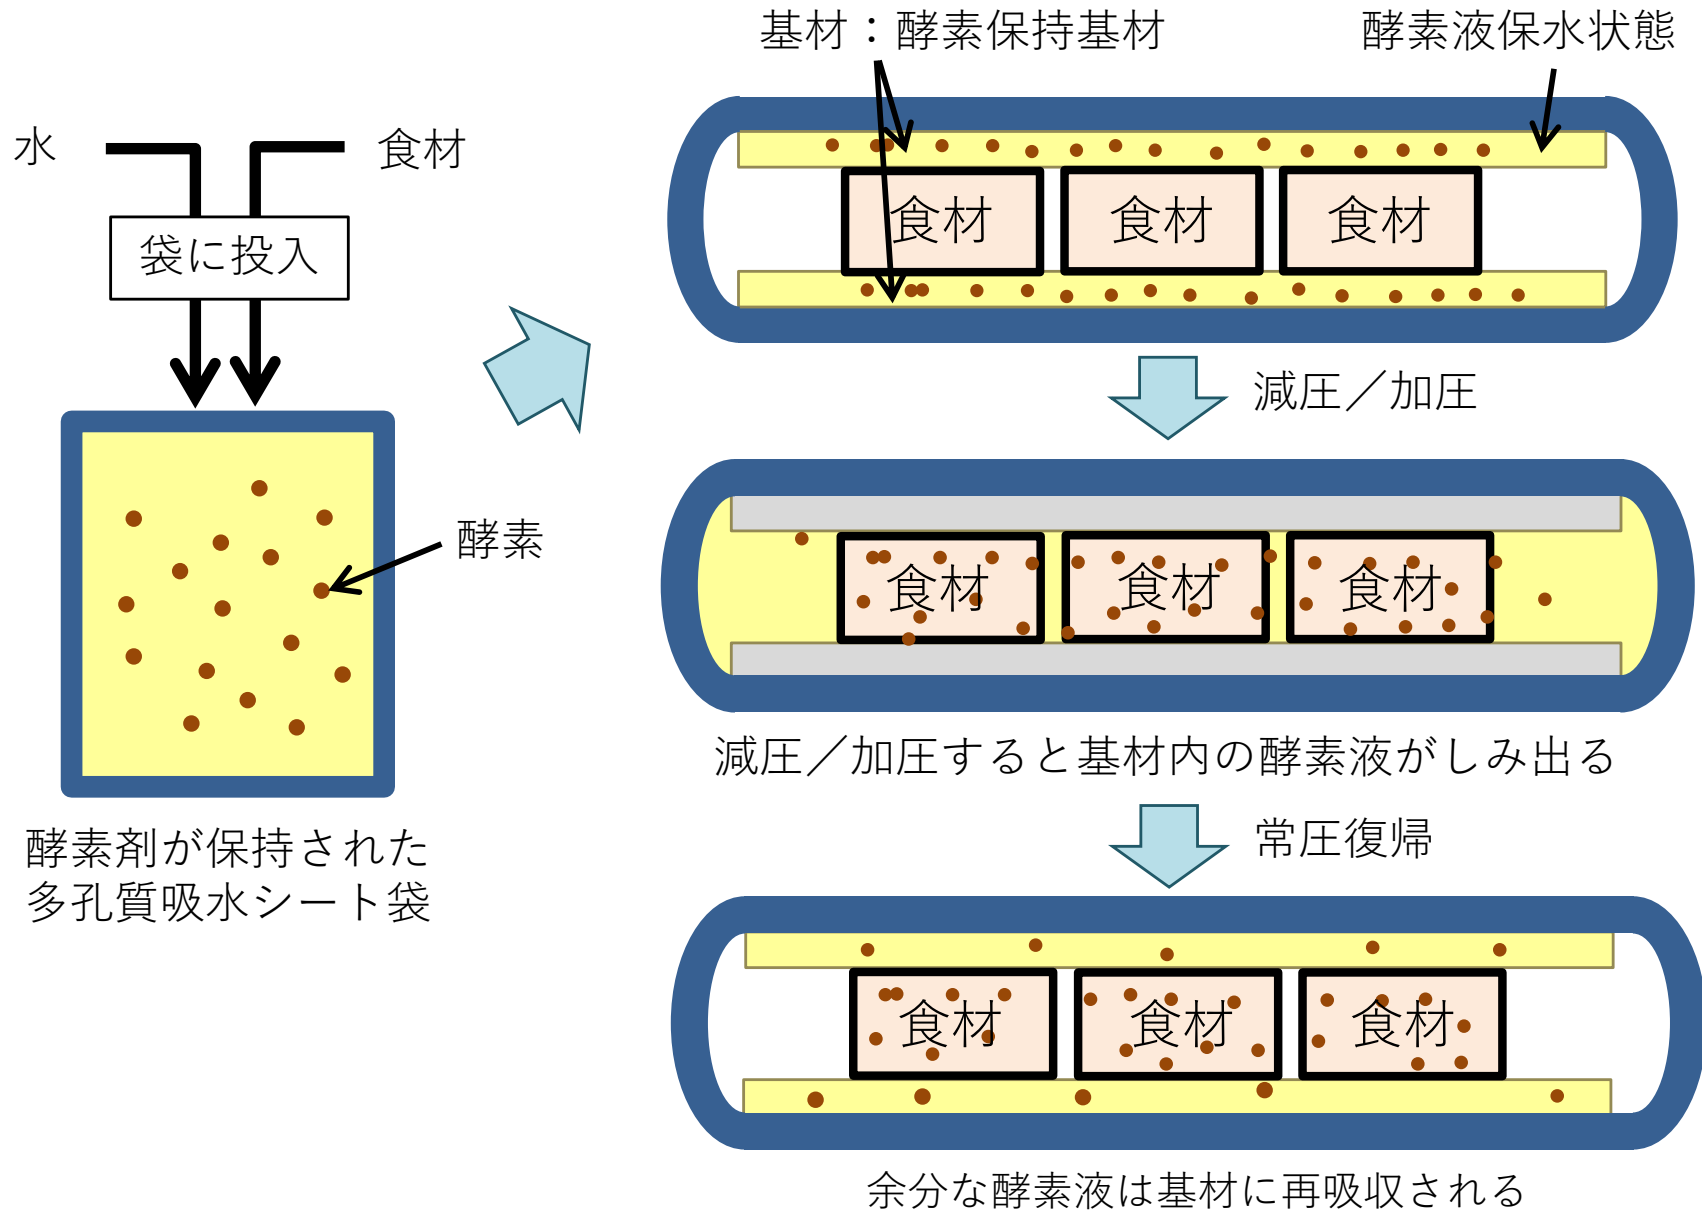 水
食材
袋に投入
酵素
酵素剤が保持された
多孔質吸水シート袋
基材：酵素保持基材
酵素液保水状態
食材
食材
食材
減圧／加圧
食材
食材
食材
減圧／加圧すると基材内の酵素液がしみ出る
常圧復帰
食材
食材
食材
余分な酵素液は基材に再吸収される